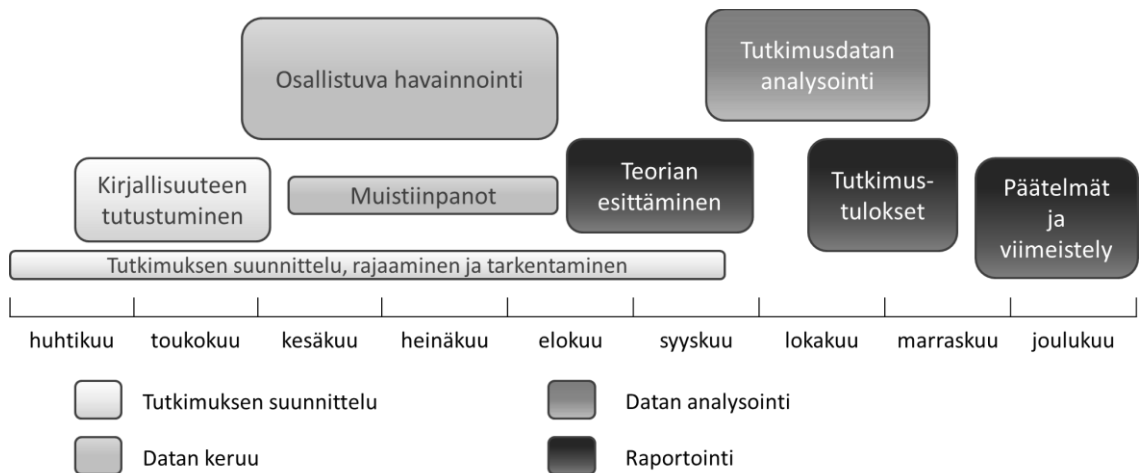 Osallistuva havainnointi
Tutkimusdatan
analysointi
Kirjallisuuteen
tutustuminen
Muistiinpanot
Teorian
esittäminen
Tutkimus-
tulokset
Päätelmät
ja
viimeistely
Tutkimuksen suunnittelu, rajaaminen ja tarkentaminen
huhtikuu toukokuu kesäkuu heinäkuu elokuu syyskuu lokakuu marraskuu joulukuu
Tutkimuksen suunnittelu
Datan analysointi
Datan keruu
Raportointi